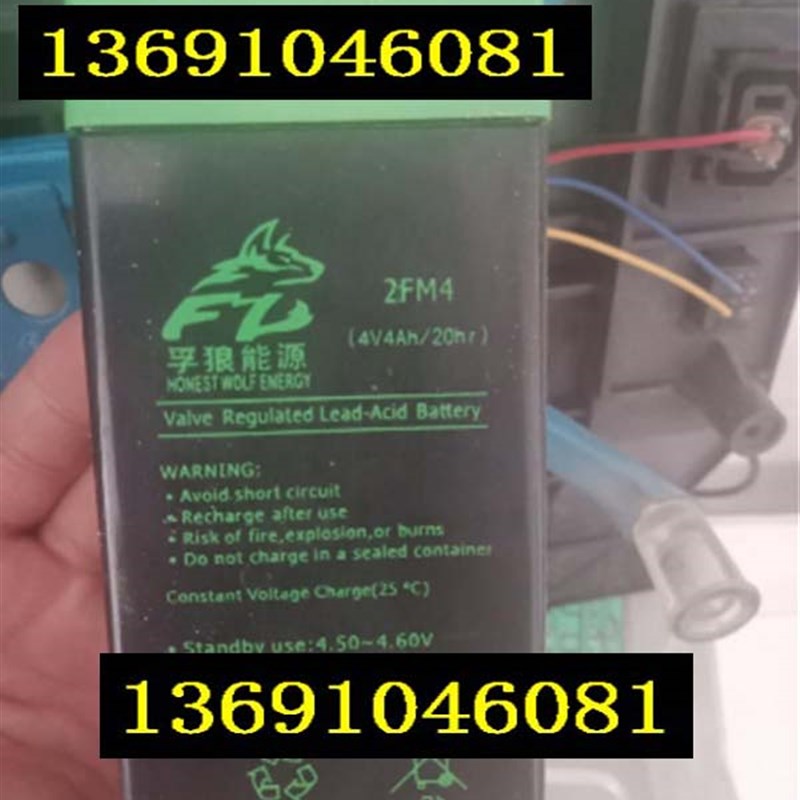 13691046081
2FM4
(4V4Ah/20hr)
FL
孚狼能源
HONEST WOLF ENERGY
Valve Regulated Lead-Acid Battery
WARNING:
• Avoid short circuit
• Recharge after use
• Risk of fire,explosion,or burns
• Do not charge in a sealed container
Constant Voltage Charge(25 °C)
• Standby use:4.50~4.60V
13691046081